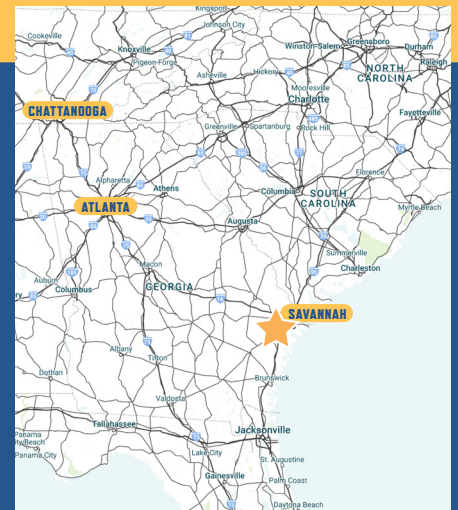 Kingsport
Johnson City
Cookeville
Knoxville
Pigeon Forge
Winston-Salem
Greensboro
Durham
Raleigh
NORTH
CAROLINA
Asheville
Hickory
Mooresville
Charlotte
Fayetteville
CHATTANOOGA
Greenville
Spartanburg
Rock Hill
Alpharetta
Athens
Columbia
SOUTH
CAROLINA
Florence
Myrtle Beach
ATLANTA
Augusta
Summerville
Charleston
Macon
Auburn
Columbus
GEORGIA
ry
SAVANNAH
Albany
Tifton
Dothan
Brunswick
Valdosta
Tallahassee
Jacksonville
Panama
ity Beach
Panama City
Lake City
St. Augustine
Gainesville
Palm Coast
Daytona Beach